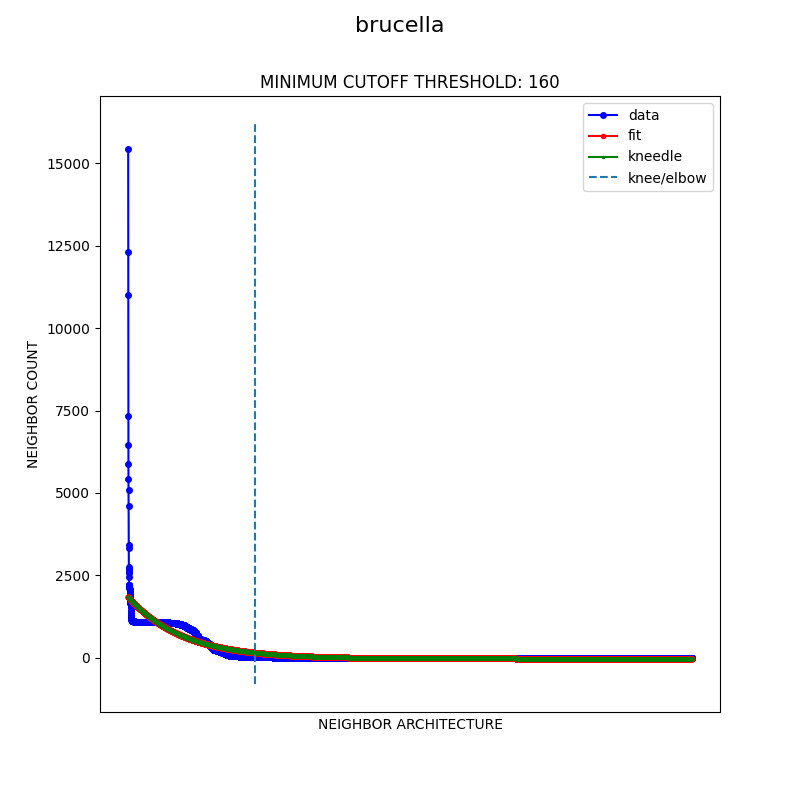 brucella
MINIMUM CUTOFF THRESHOLD: 160
data
fit
kneedle
knee/elbow
15000
12500
10000
7500
5000
2500
0
NEIGHBOR COUNT
NEIGHBOR ARCHITECTURE